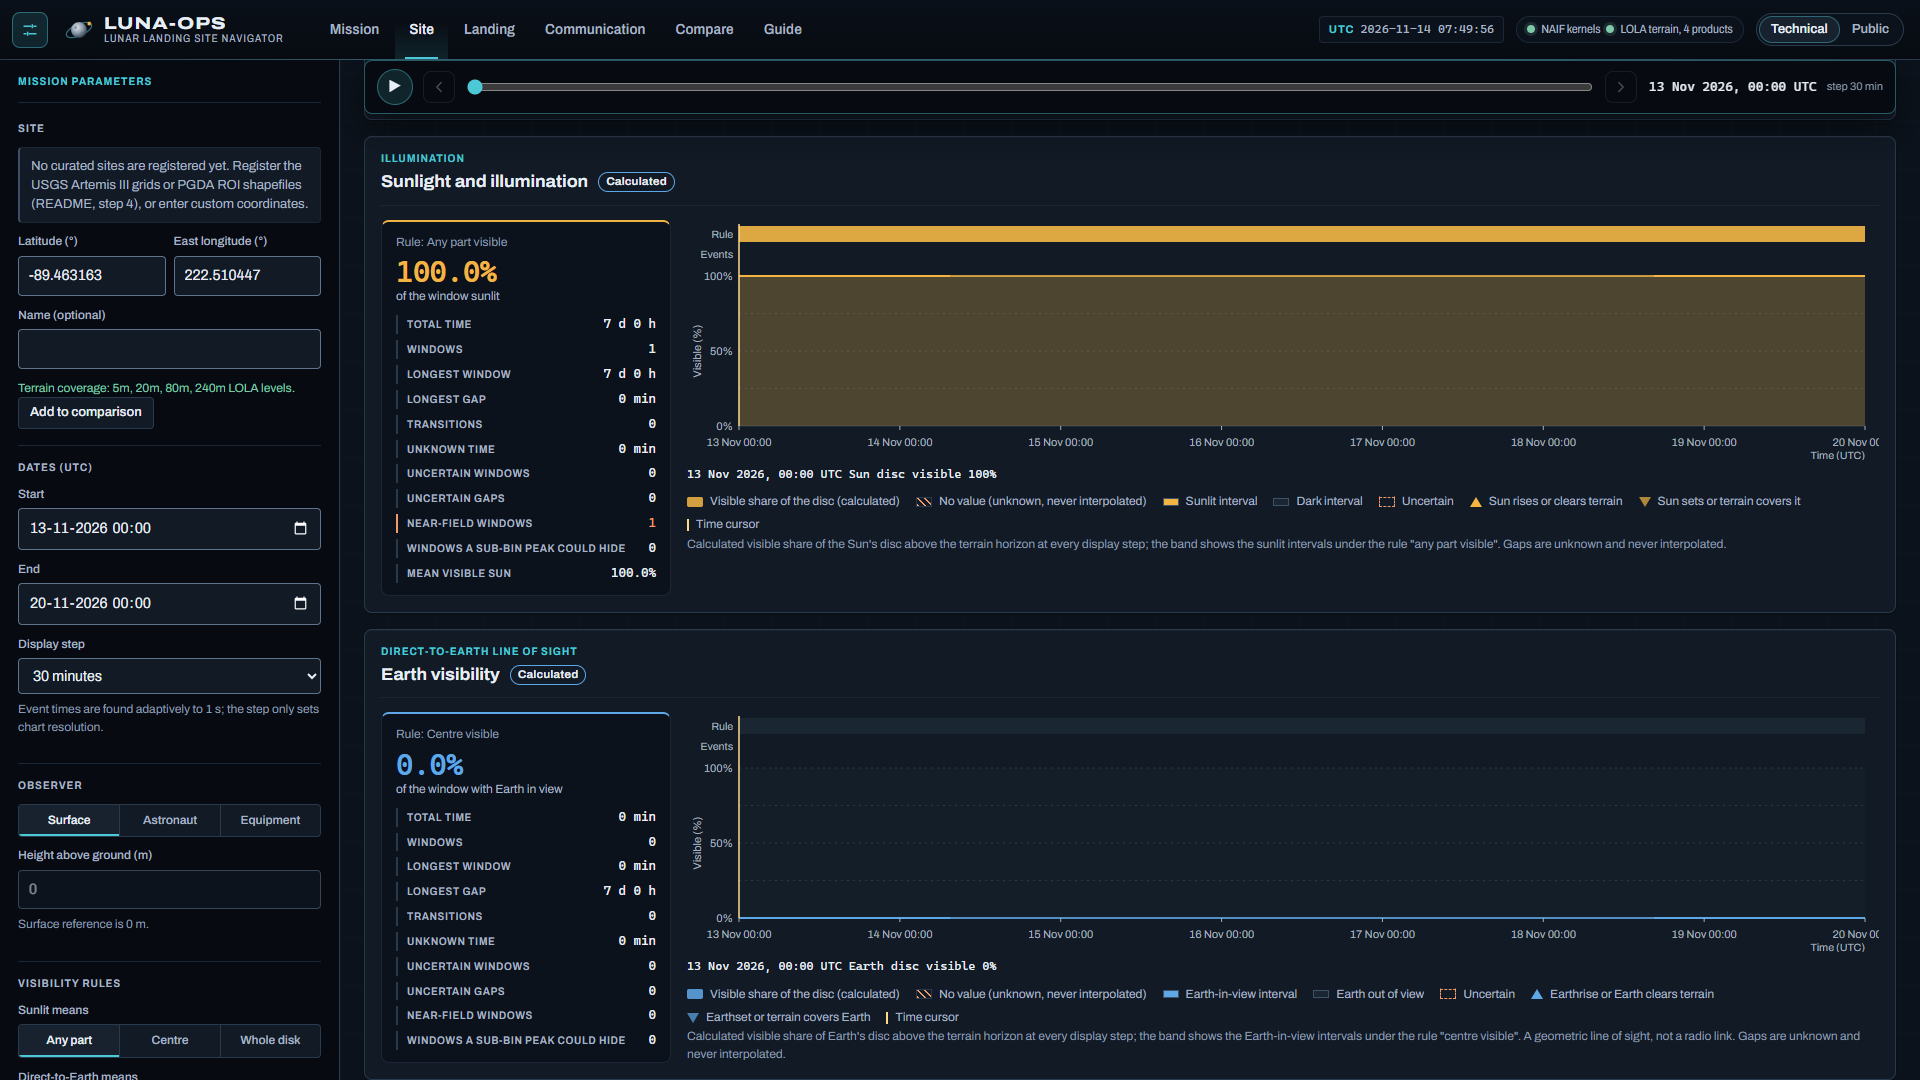 LUNA-OPS
LUNAR LANDING SITE NAVIGATOR
Mission
Site
Landing
Communication
Compare
Guide
UTC 2026-11-14 07:49:56
NAIF kernels
LOLA terrain, 4 products
Technical
Public
MISSION PARAMETERS
SITE
No curated sites are registered yet. Register the
USGS Artemis III grids or PGDA ROI shapefiles
(README, step 4), or enter custom coordinates.
Latitude (°)
East longitude (°)
-89.463163
222.510447
Name (optional)
Terrain coverage: 5m, 20m, 80m, 240m LOLA levels.
Add to comparison
DATES (UTC)
Start
13-11-2026 00:00
End
20-11-2026 00:00
Display step
30 minutes
Event times are found adaptively to 1 s; the step only sets
chart resolution.
OBSERVER
Surface
Astronaut
Equipment
Height above ground (m)
0
Surface reference is 0 m.
VISIBILITY RULES
Sunlit means
Any part
Centre
Whole disk
Direct-to-Earth means
13 Nov 2026, 00:00 UTC
step 30 min
ILLUMINATION
Sunlight and illumination
Calculated
Rule: Any part visible
100.0%
of the window sunlit
TOTAL TIME 7 d 0 h
WINDOWS 1
LONGEST WINDOW 7 d 0 h
LONGEST GAP 0 min
TRANSITIONS 0
UNKNOWN TIME 0 min
UNCERTAIN WINDOWS 0
UNCERTAIN GAPS 0
NEAR-FIELD WINDOWS 1
WINDOWS A SUB-BIN PEAK COULD HIDE 0
MEAN VISIBLE SUN 100.0%
Rule
Events
100%
50%
0%
Visible (%)
13 Nov 00:00
14 Nov 00:00
15 Nov 00:00
16 Nov 00:00
17 Nov 00:00
18 Nov 00:00
19 Nov 00:00
20 Nov 00
Time (UTC)
13 Nov 2026, 00:00 UTC Sun disc visible 100%
Visible share of the disc (calculated)
No value (unknown, never interpolated)
Sunlit interval
Dark interval
Uncertain
Sun rises or clears terrain
Sun sets or terrain covers it
Time cursor
Calculated visible share of the Sun's disc above the terrain horizon at every display step; the band shows the sunlit intervals under the rule "any part visible". Gaps are unknown and never interpolated.
DIRECT-TO-EARTH LINE OF SIGHT
Earth visibility
Calculated
Rule: Centre visible
0.0%
of the window with Earth in view
TOTAL TIME 0 min
WINDOWS 0
LONGEST WINDOW 0 min
LONGEST GAP 7 d 0 h
TRANSITIONS 0
UNKNOWN TIME 0 min
UNCERTAIN WINDOWS 0
UNCERTAIN GAPS 0
NEAR-FIELD WINDOWS 0
WINDOWS A SUB-BIN PEAK COULD HIDE 0
Rule
Events
100%
50%
0%
Visible (%)
13 Nov 00:00
14 Nov 00:00
15 Nov 00:00
16 Nov 00:00
17 Nov 00:00
18 Nov 00:00
19 Nov 00:00
20 Nov 00
Time (UTC)
13 Nov 2026, 00:00 UTC Earth disc visible 0%
Visible share of the disc (calculated)
No value (unknown, never interpolated)
Earth-in-view interval
Earth out of view
Uncertain
Earthrise or Earth clears terrain
Earthset or terrain covers Earth
Time cursor
Calculated visible share of Earth's disc above the terrain horizon at every display step; the band shows the Earth-in-view intervals under the rule "centre visible". A geometric line of sight, not a radio link. Gaps are unknown and
never interpolated.